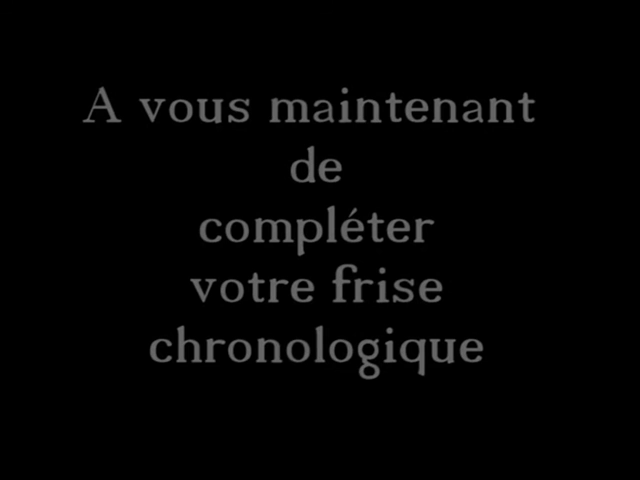 A vous maintenant
de
compléter
votre frise
chronologique